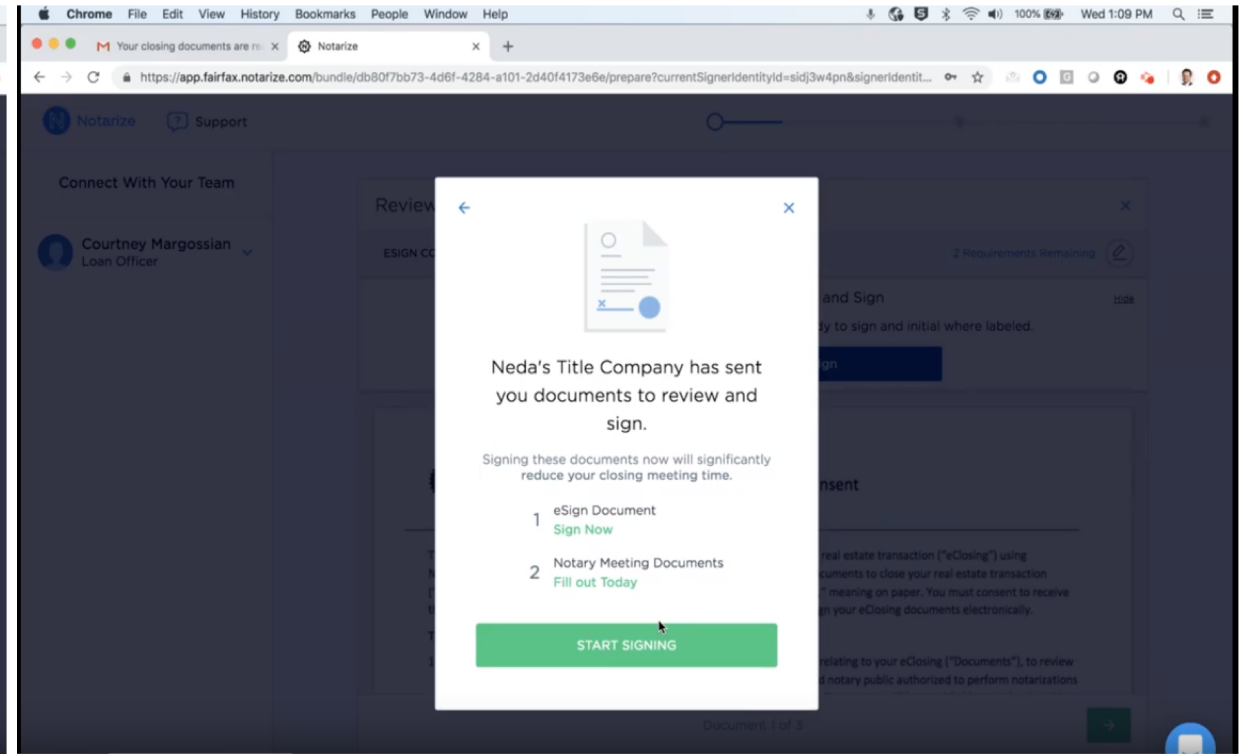 Chrome File Edit View History Bookmarks People Window Help 100% Wed 1:09 PM
Your closing documents are re
Notarize
https://app.fairfax.notarize.com/bundle/db80f7bb73-4d6f-4284-a101-2d40f4173e6e/prepare?currentSignerIdentityId=sidj3w4pn&signerIdentit...
Notarize
Support
Connect With Your Team
Courtney Margossian
Loan Officer
Review
ESIGN CO
2 Requirements Remaining
and Sign
Hide
dy to sign and initial where labeled.
ign
Neda's Title Company has sent
you documents to review and
sign.
Signing these documents now will significantly
reduce your closing meeting time.
1 eSign Document
Sign Now
2 Notary Meeting Documents
Fill out Today
START SIGNING
nsent
real estate transaction ("eClosing") using
cuments to close your real estate transaction
" meaning on paper. You must consent to receive
gn your eClosing documents electronically.
relating to your eClosing ("Documents"), to review
d notary public authorized to perform notarizations
Document 1 of 3